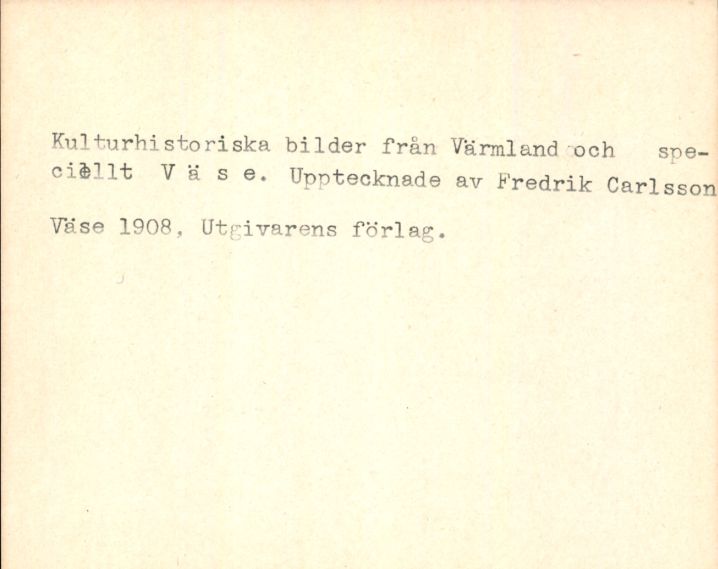 Kulturhistoriska bilder från Värmland och spe-
ciellt V ä s e. Upptecknade av Fredrik Carlsson
Väse 1908, Utgivarens förlag.